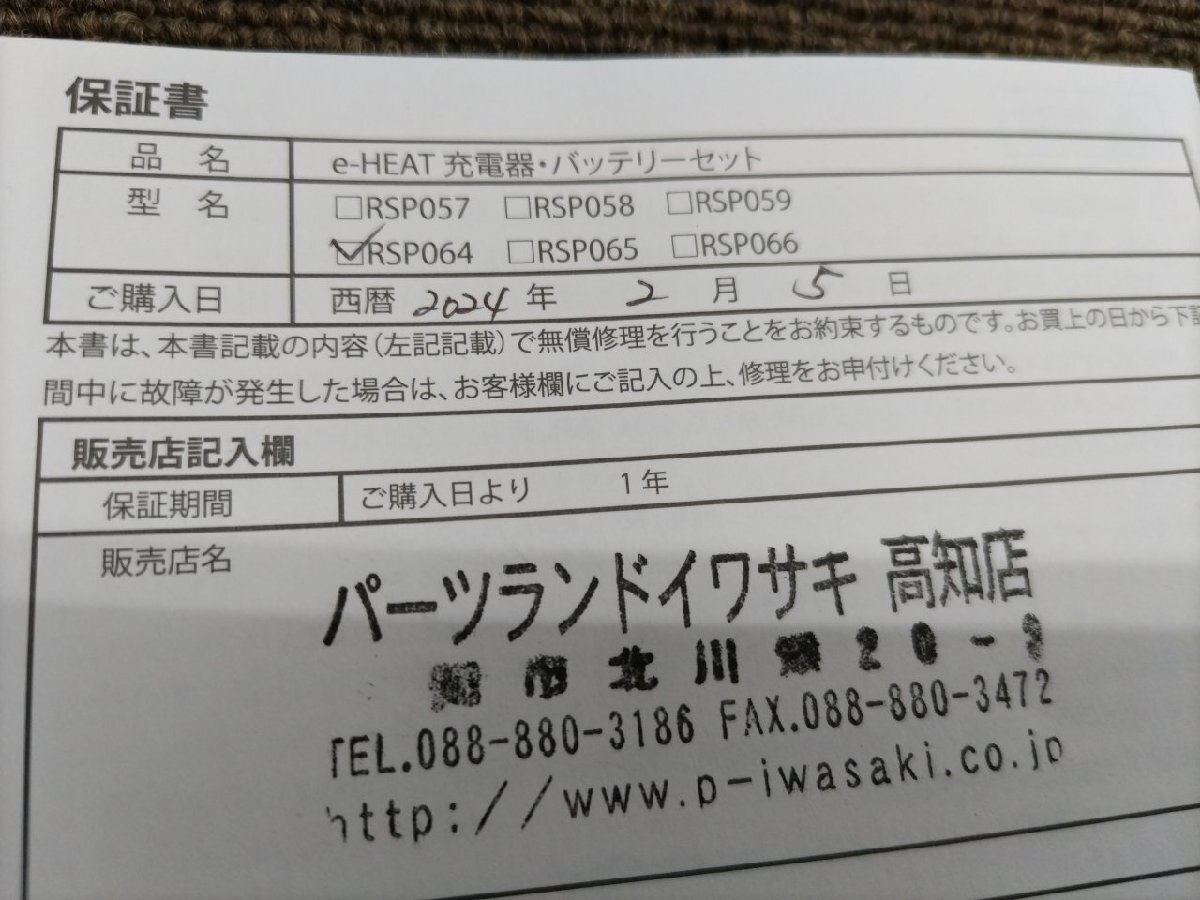 保証書
品 名 e-HEAT 充電器・バッテリーセット
型 名 □RSP057 □RSP058 □RSP059
☑RSP064 □RSP065 □RSP066
ご購入日 西暦 2024 年 2 月 5 日
本書は、本書記載の内容（左記記載）で無償修理を行うことをお約束するものです。お買上の日から下記
間中に故障が発生した場合は、お客様欄にご記入の上、修理をお申付けください。
販売店記入欄
保証期間 ご購入日より 1年
販売店名
パーツランドイワサキ 高知店
市北川 20-
TEL.088-880-3186 FAX.088-880-3472
http://www.p-iwasaki.co.jp